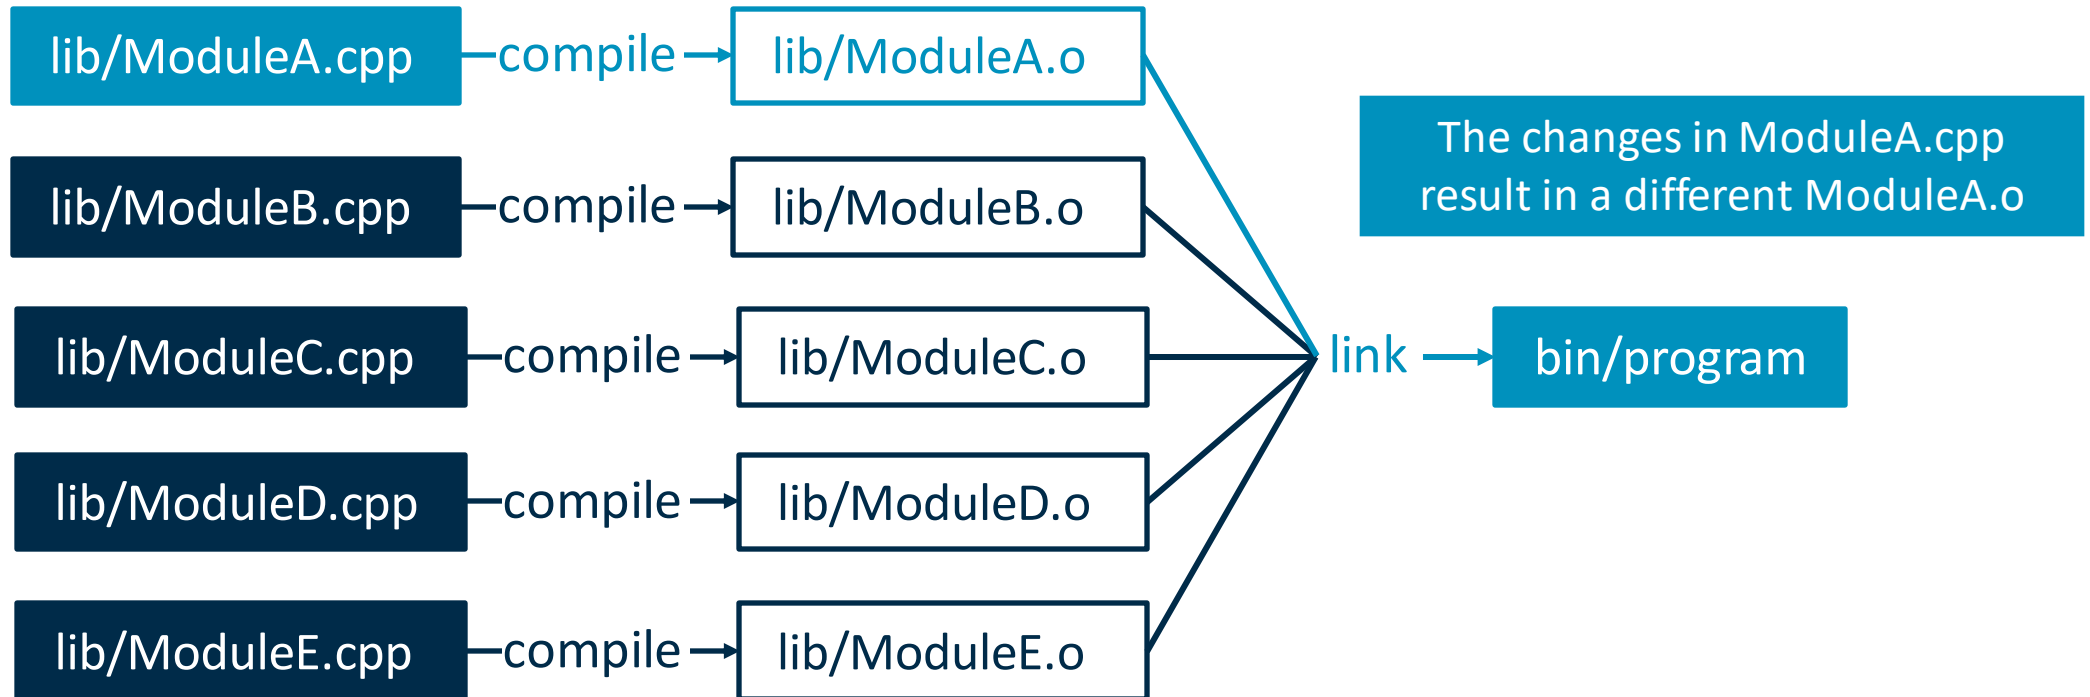 lib/ModuleA.cpp compile lib/ModuleA.o
The changes in ModuleA.cpp
result in a different ModuleA.o
lib/ModuleB.cpp compile lib/ModuleB.o
lib/ModuleC.cpp compile lib/ModuleC.o link bin/program
lib/ModuleD.cpp compile lib/ModuleD.o
lib/ModuleE.cpp compile lib/ModuleE.o